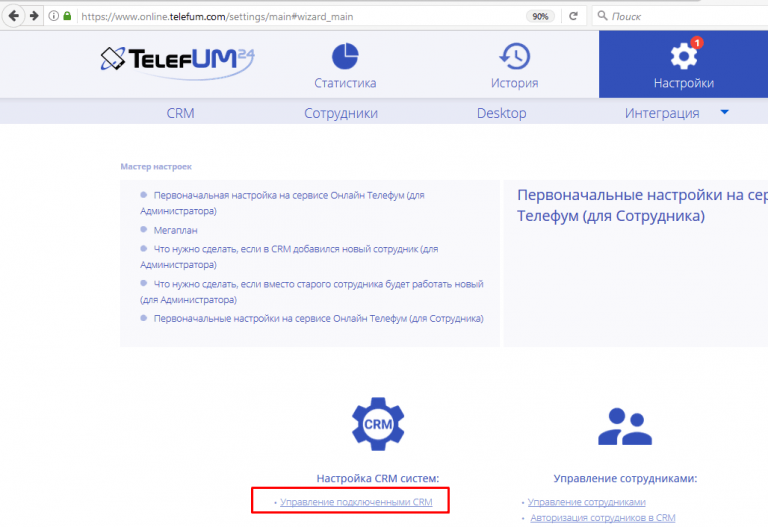 https://www.online.telefum.com/settings/main#wizard_main
90%
Поиск
TELEFUM24
Статистика
История
1
Настройки
CRM
Сотрудники
Desktop
Интеграция
Мастер настроек
Первоначальная настройка на сервисе Онлайн Телефум (для
Администратора)
Мегаплан
Что нужно сделать, если в CRM добавился новый сотрудник (для
Администратора)
Что нужно сделать, если вместо старого сотрудника будет работать новый
(для Администратора)
Первоначальные настройки на сервисе Онлайн Телефум (для Сотрудника)
Первоначальные настройки на сер
Телефум (для Сотрудника)
CRM
Настройка CRM систем:
Управление подключенными CRM
Управление сотрудниками:
Управление сотрудниками
Авторизация сотрудников в CRM